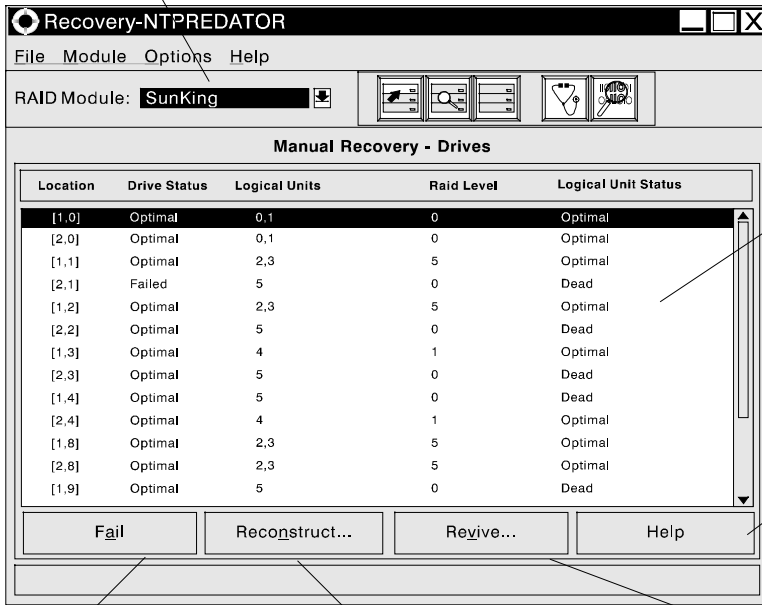 Recovery-NTPREDATOR
File Module Options Help
RAID Module: SunKing
Manual Recovery - Drives
Location Drive Status Logical Units Raid Level Logical Unit Status
[1,0] Optimal 0,1 0 Optimal
[2,0] Optimal 0,1 0 Optimal
[1,1] Optimal 2,3 5 Optimal
[2,1] Failed 5 0 Dead
[1,2] Optimal 2,3 5 Optimal
[2,2] Optimal 5 0 Dead
[1,3] Optimal 4 1 Optimal
[2,3] Optimal 5 0 Dead
[1,4] Optimal 5 0 Dead
[2,4] Optimal 4 1 Optimal
[1,8] Optimal 2,3 5 Optimal
[2,8] Optimal 2,3 5 Optimal
[1,9] Optimal 5 0 Dead
Fail Reconstruct... Revive... Help